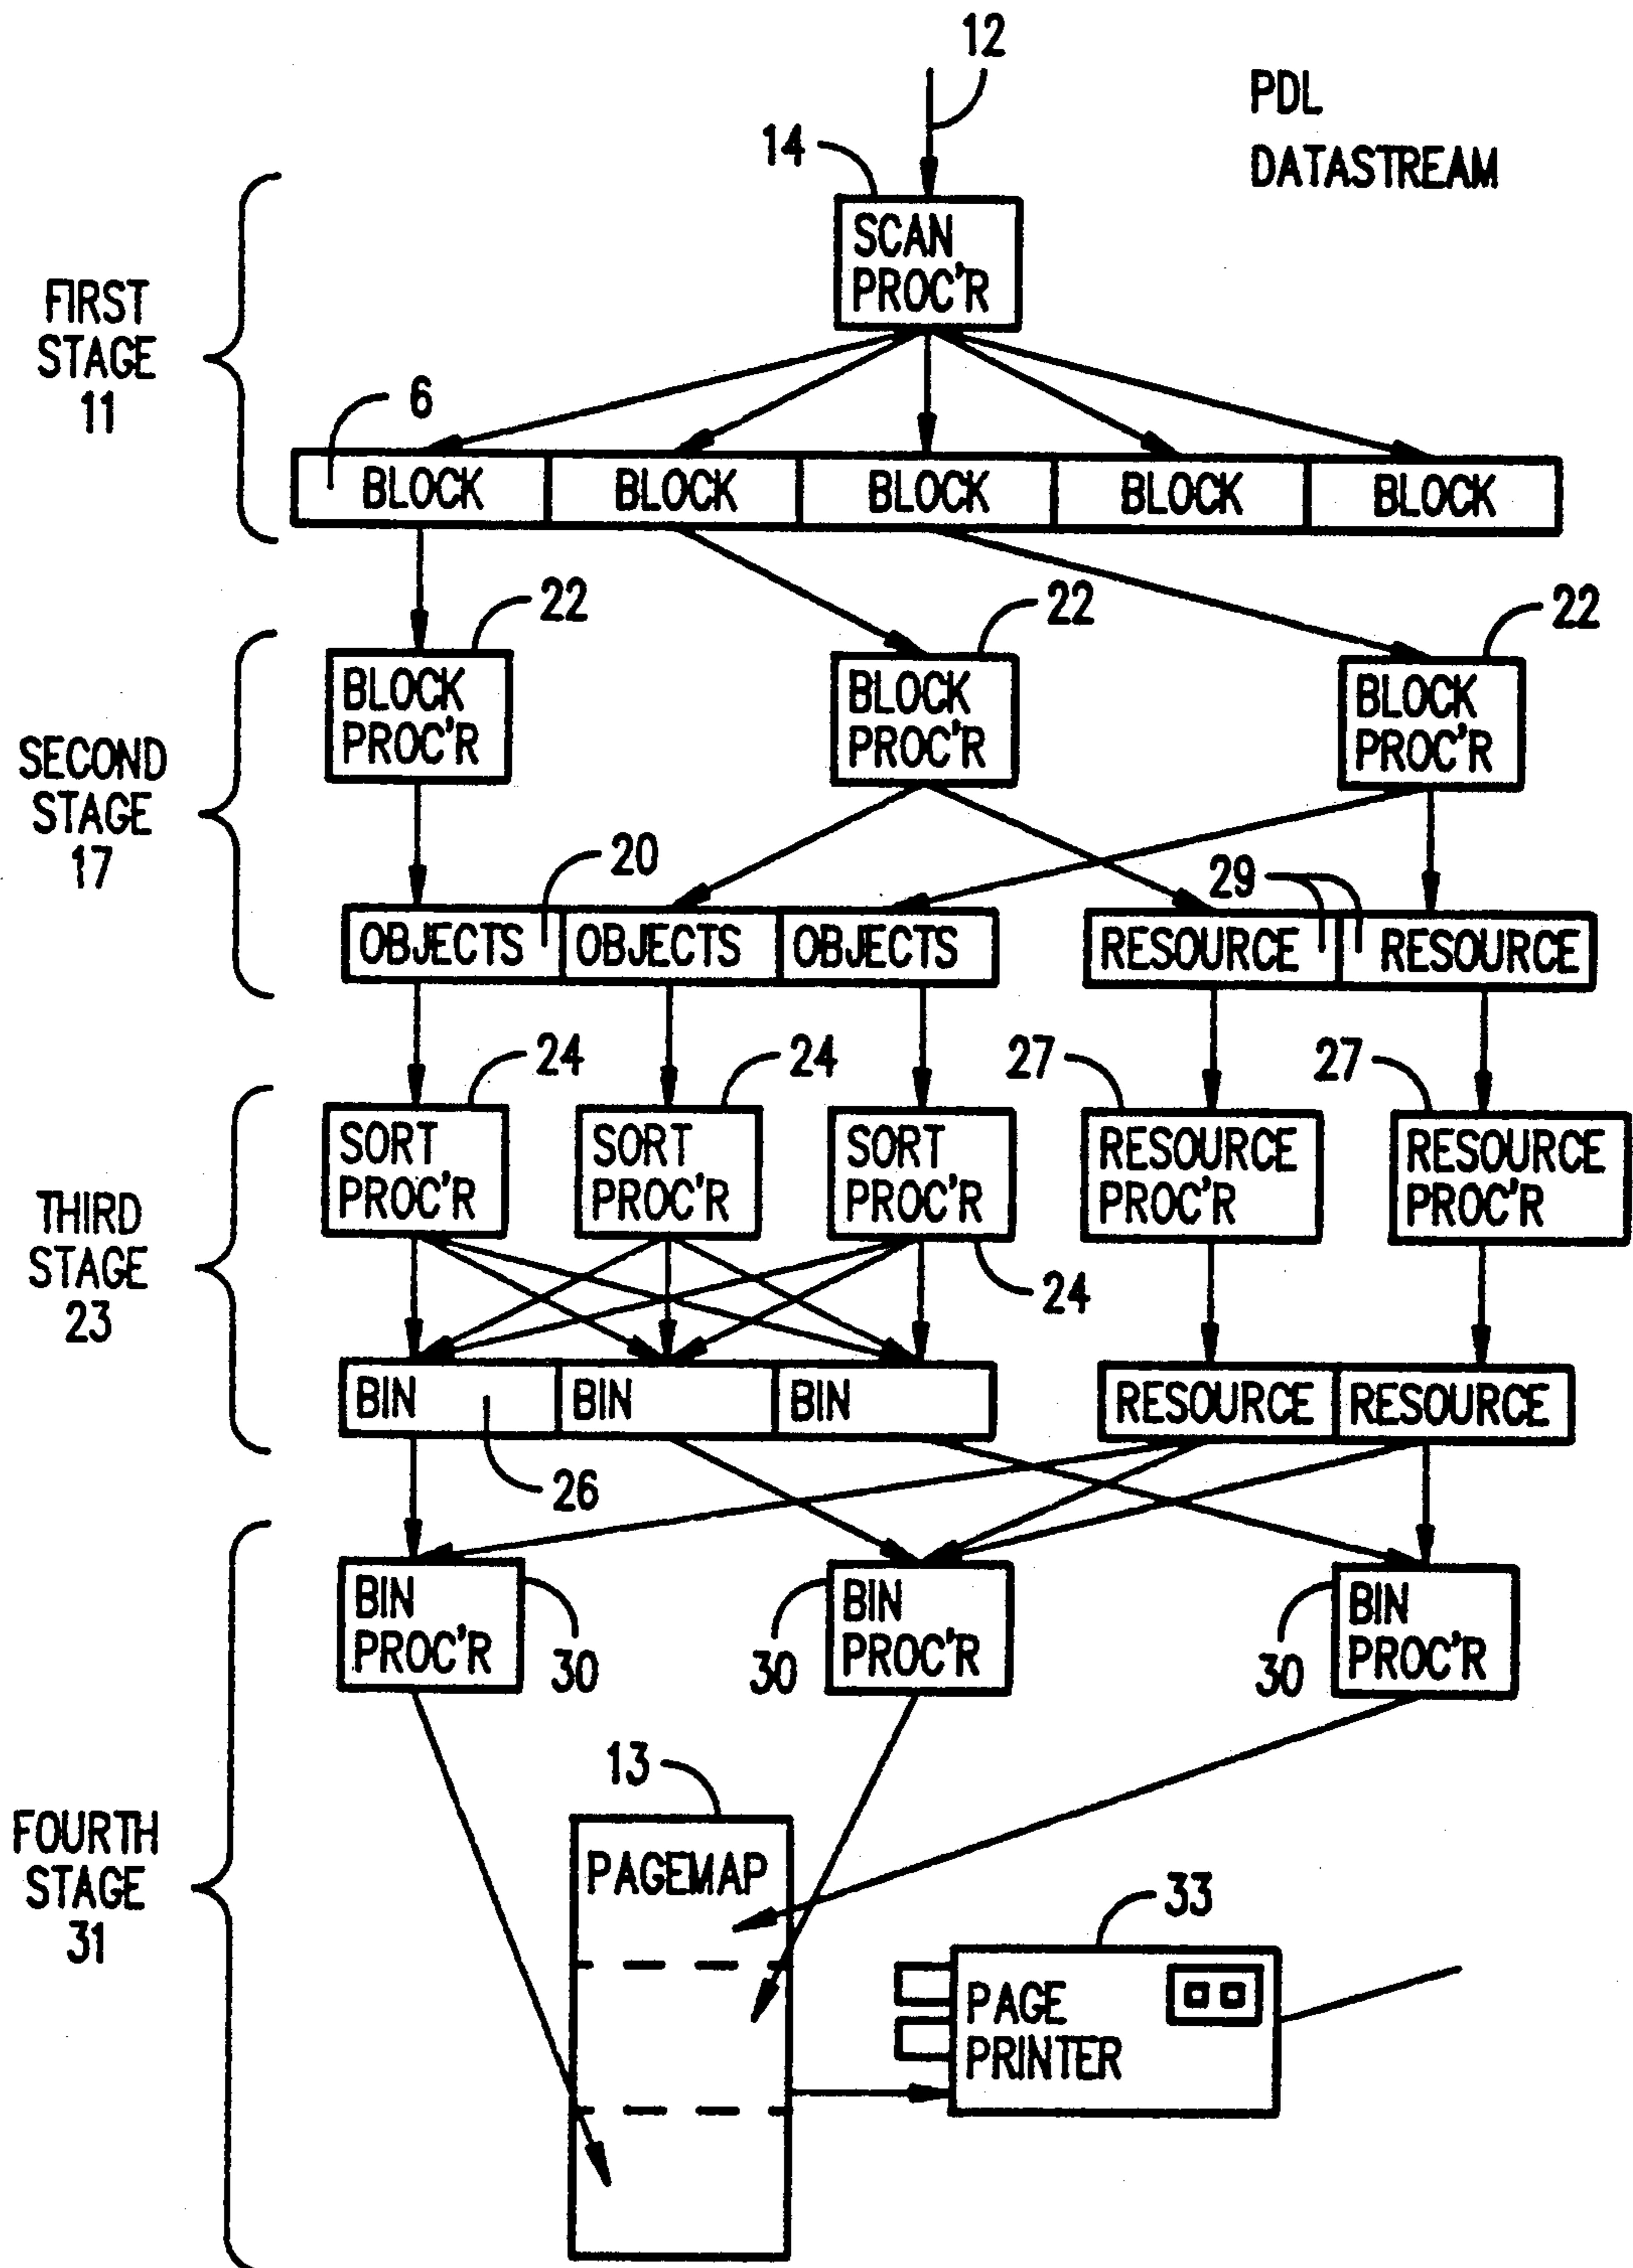 12
PDL
DATASTREAM
14
SCAN
PROC'R
FIRST
STAGE
11
6
BLOCK BLOCK BLOCK BLOCK BLOCK
22 22 22
BLOCK
PROC'R
BLOCK
PROC'R
BLOCK
PROC'R
SECOND
STAGE
17
20 29
OBJECTS OBJECTS OBJECTS RESOURCE RESOURCE
24 24 27 27
SORT
PROC'R
SORT
PROC'R
SORT
PROC'R
RESOURCE
PROC'R
RESOURCE
PROC'R
THIRD
STAGE
23
24
BIN BIN BIN RESOURCE RESOURCE
26
BIN
PROC'R
30
BIN
PROC'R
30
BIN
PROC'R
30
13
PAGEMAP
FOURTH
STAGE
31
33
PAGE
PRINTER